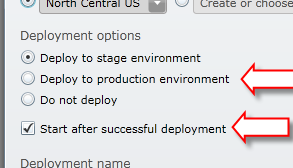 North Central US
Create or choose
Deployment options
Deploy to stage environment
Deploy to production environment
Do not deploy
Start after successful deployment
Deployment name